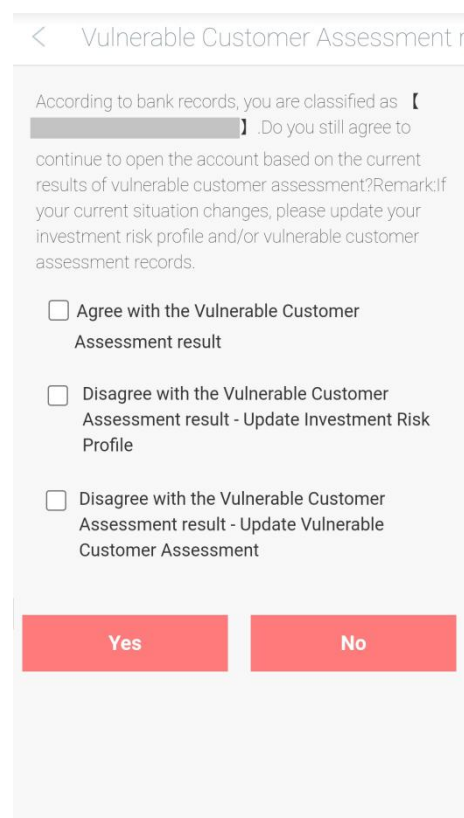 < Vulnerable Customer Assessment r
According to bank records, you are classified as 【
】.Do you still agree to
continue to open the account based on the current
results of vulnerable customer assessment?Remark:If
your current situation changes, please update your
investment risk profile and/or vulnerable customer
assessment records.
Agree with the Vulnerable Customer
Assessment result
Disagree with the Vulnerable Customer
Assessment result - Update Investment Risk
Profile
Disagree with the Vulnerable Customer
Assessment result - Update Vulnerable
Customer Assessment
Yes
No